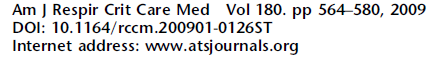 Am J Respir Crit Care Med Vol 180. pp 564–580, 2009
DOI: 10.1164/rccm.200901-0126ST
Internet address: www.atsjournals.org